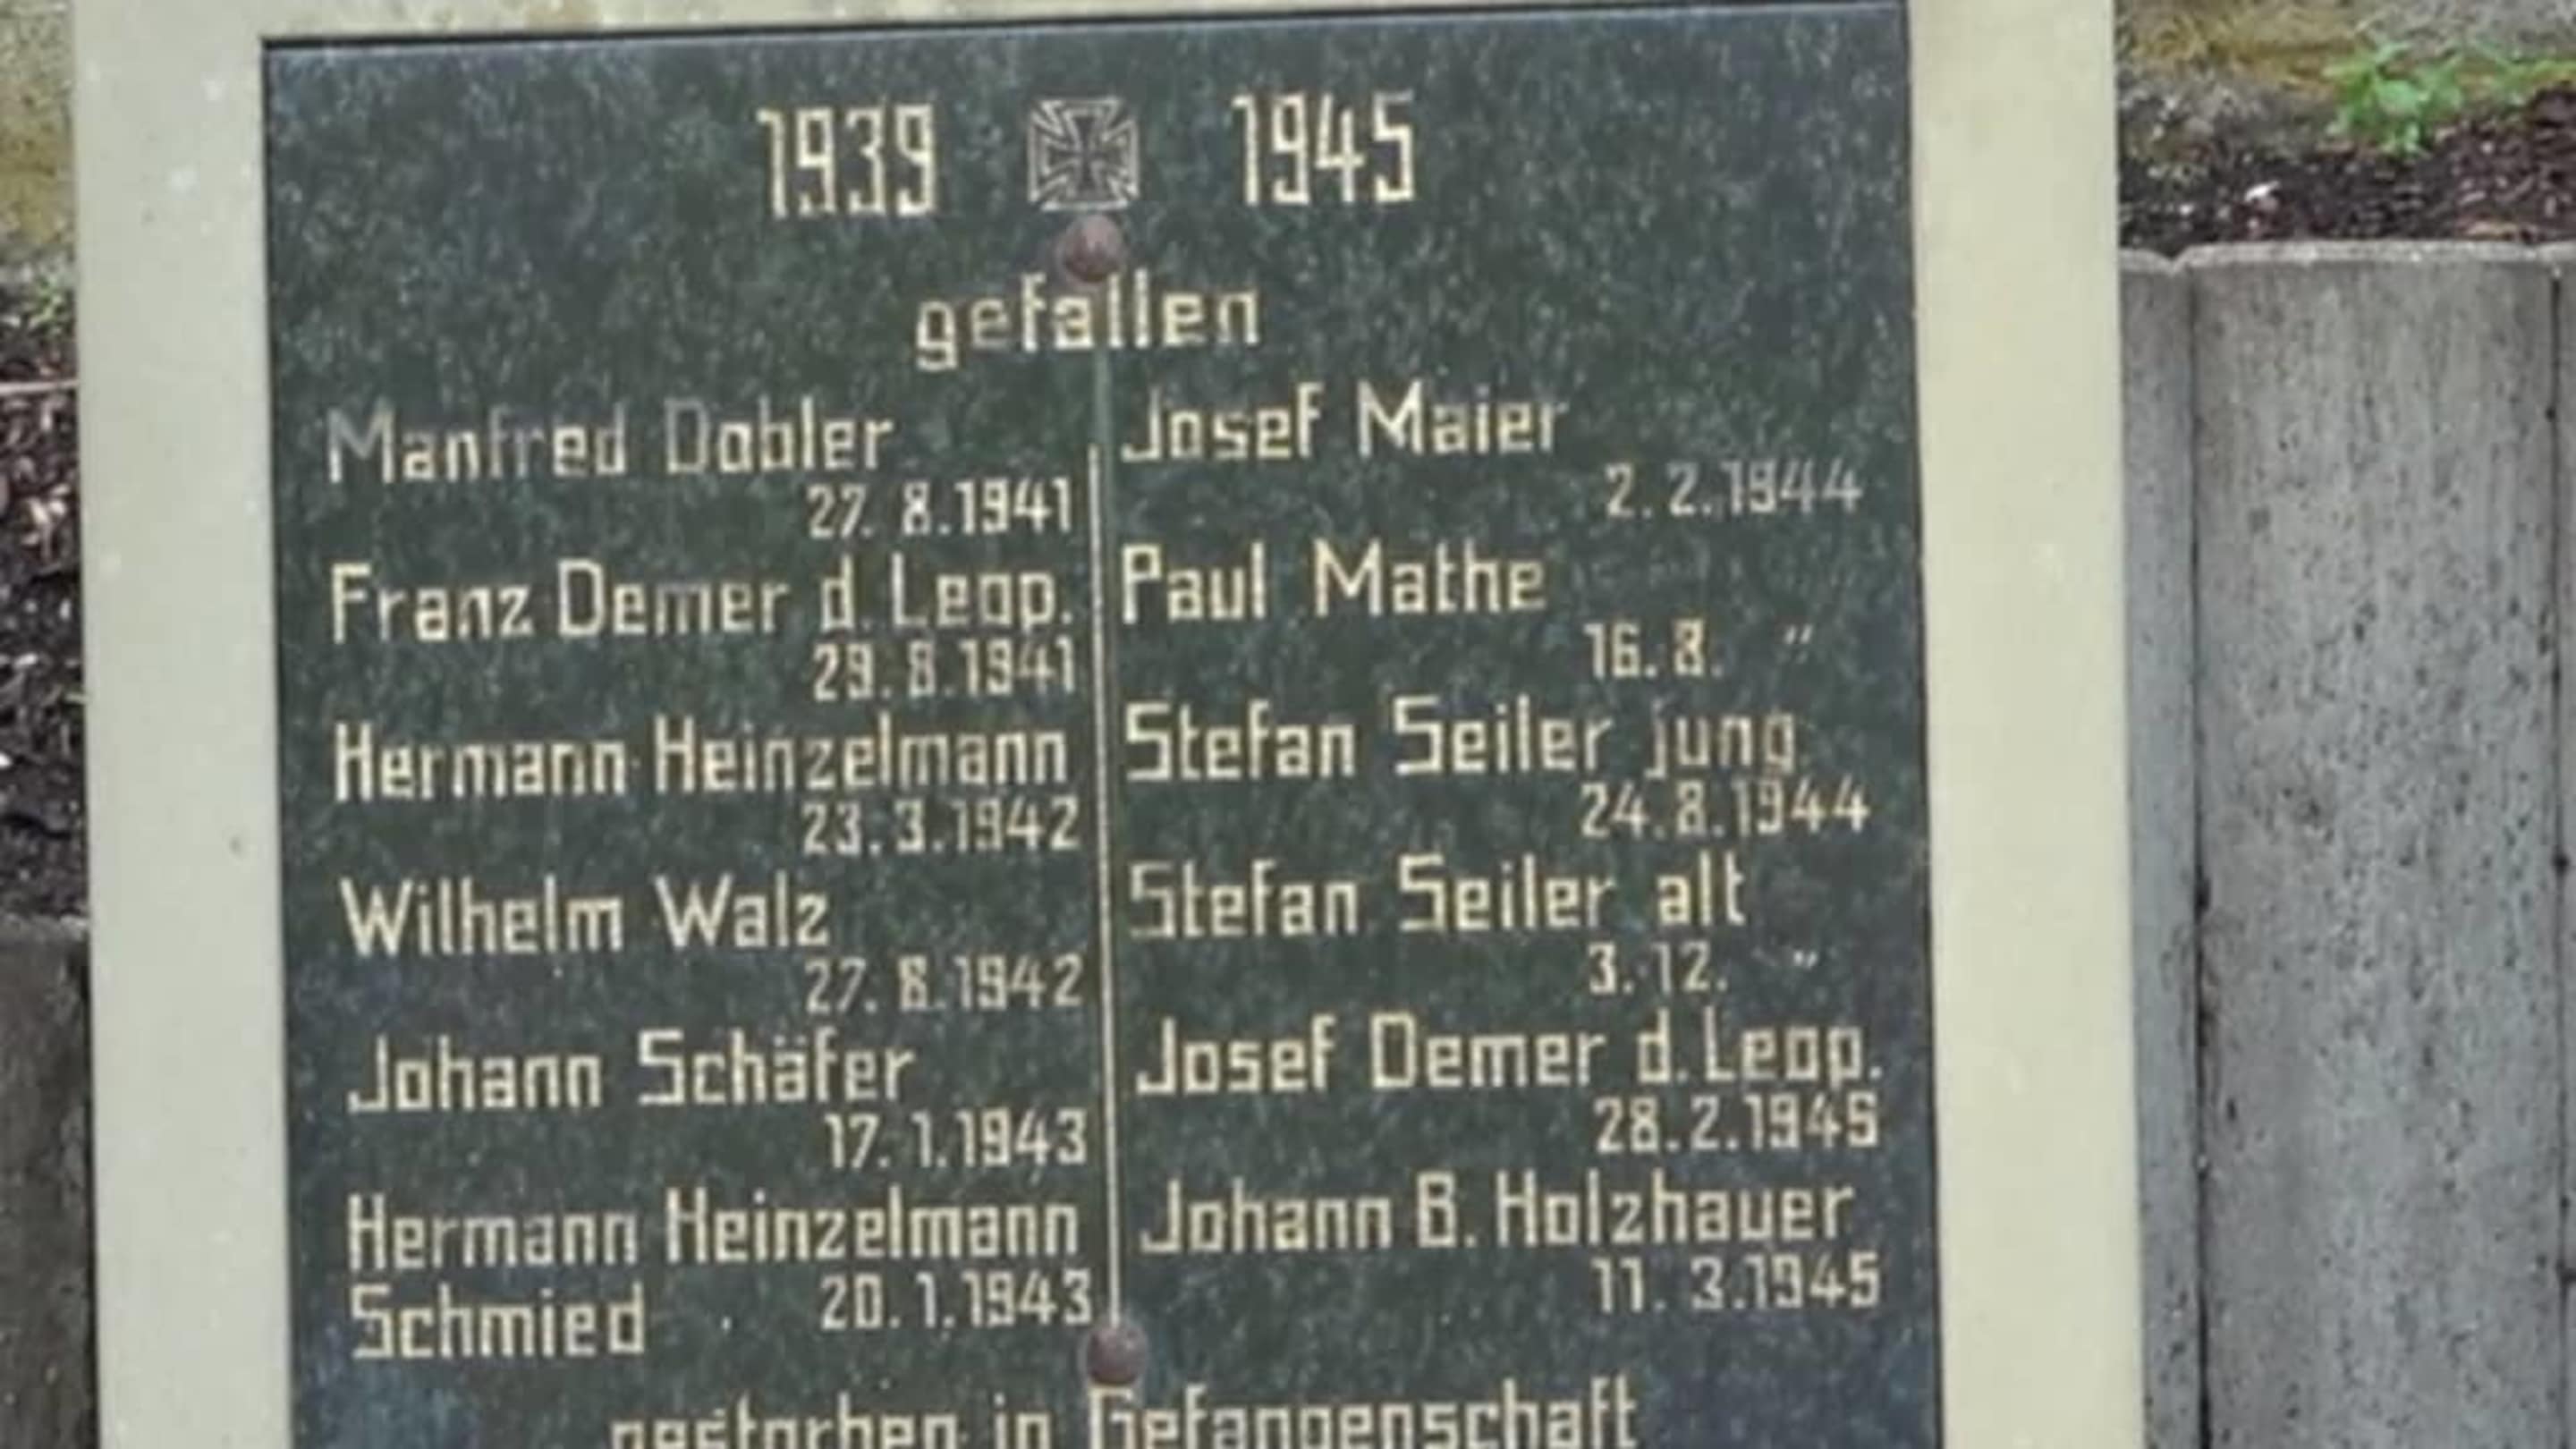 1939 1945
gefallen
Manfred Dobler
27. 8.1941
Franz Demer d. Leop.
29. 8.1941
Hermann Heinzelmann
23. 3.1942
Wilhelm Walz
27. 8.1942
Johann Schäfer
17. 1.1943
Hermann Heinzelmann
Schmied 20. 1.1943
Josef Maier
2. 2.1944
Paul Mathe
16. 8. "
Stefan Seiler jung
24. 8.1944
Stefan Seiler alt
3. 12. "
Josef Demer d. Leop.
28. 2.1945
Johann B. Holzhauer
11. 3.1945
gestorben in Gefangenschaft